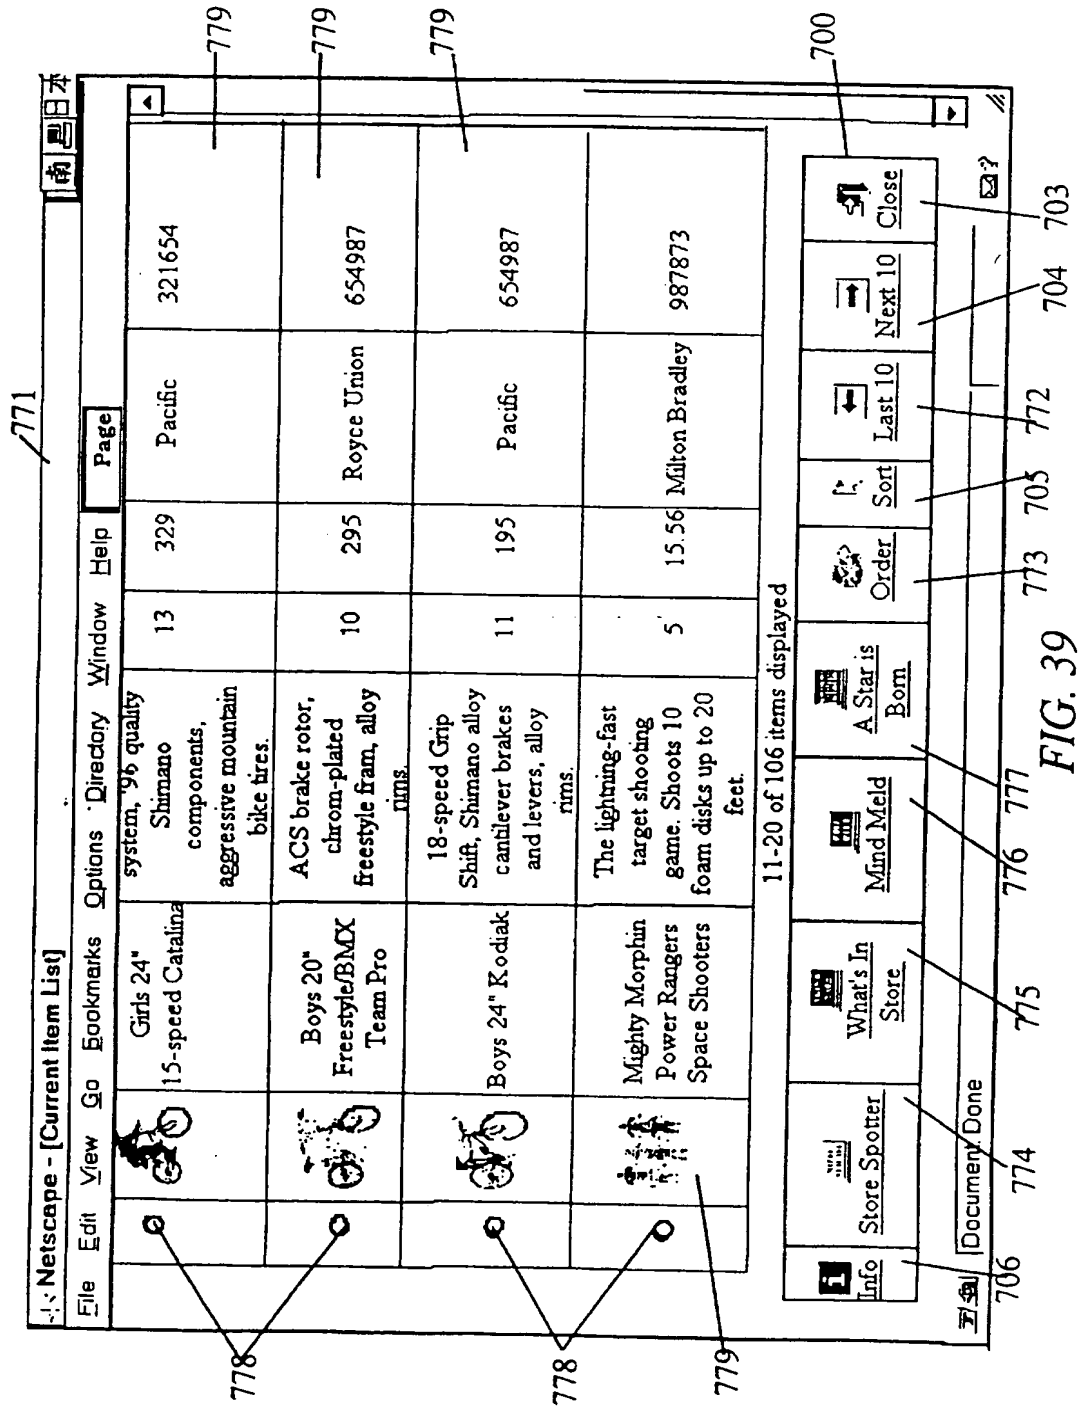 771
Netscape - [Current Item List]
File Edit View Go Bookmarks Options Directory Window Help Page
南
日本
Girls 24"
15-speed Catalina
system, '96 quality
Shimano
components,
aggressive mountain
bike tires.
13
329
Pacific
321654
779
Boys 20"
Freestyle/BMX
Team Pro
ACS brake rotor,
chrom-plated
freestyle fram, alloy
rims.
10
295
Royce Union
654987
779
778
Boys 24" Kodiak
18-speed Grip
Shift, Shimano alloy
cantilever brakes
and levers, alloy
rims.
11
195
Pacific
654987
779
Mighty Morphin
Power Rangers
Space Shooters
The lightning-fast
target shooting
game. Shoots 10
foam disks up to 20
feet.
5
15.56
Milton Bradley
987873
778
779
11-20 of 106 items displayed
700
Info
Store Spotter
What's In
Store
Mind Meld
A Star is
Born
Order
Sort
Last 10
Next 10
Close
Document: Done
?
706
774
775
776
777
773
705
772
704
703
FIG. 39